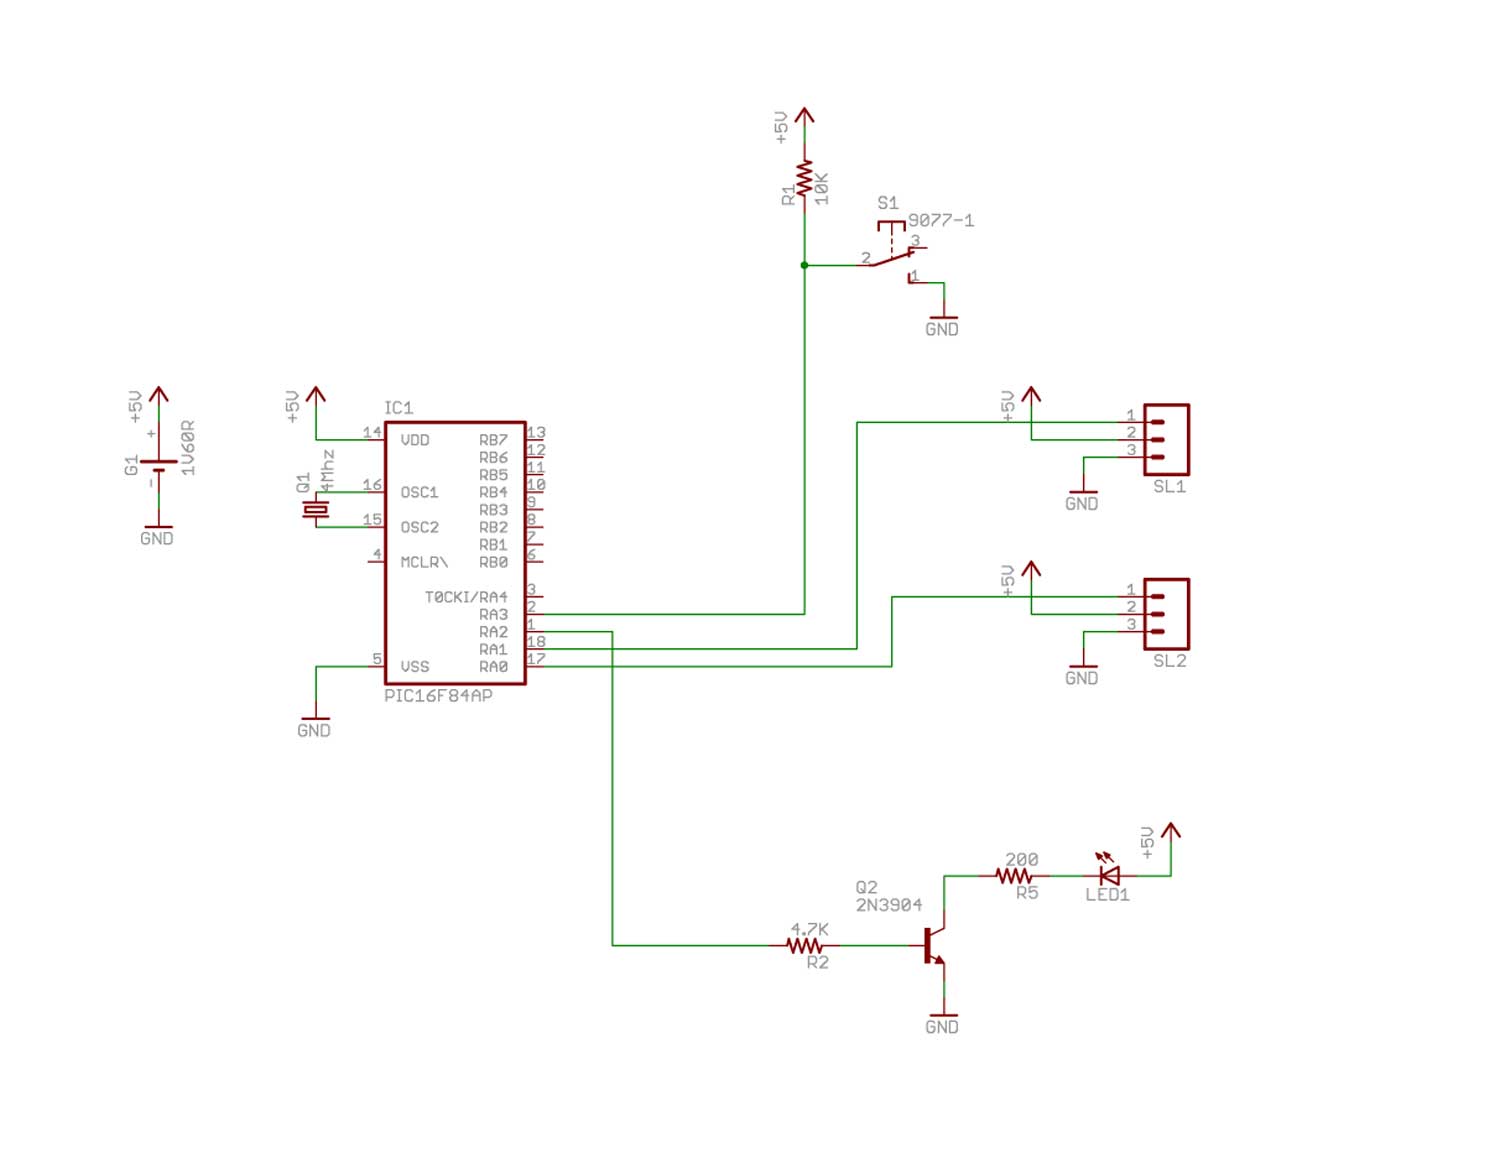 +5V
R1
10K
S1
9077-1
3
2
1
GND
+5V
+
G1
1V60R
-
GND
+5V
Q1
4Mhz
IC1
14 VDD RB7 13
RB6 12
RB5 11
16 OSC1 RB4 10
RB3 9
15 OSC2 RB2 8
RB1 7
4 MCLR\ RB0 6
T0CKI/RA4 3
RA3 2
RA2 1
RA1 18
5 VSS RA0 17
PIC16F84AP
GND
+5V
1
2
3
SL1
GND
+5V
1
2
3
SL2
GND
+5V
200
R5
LED1
Q2
2N3904
4.7K
R2
GND